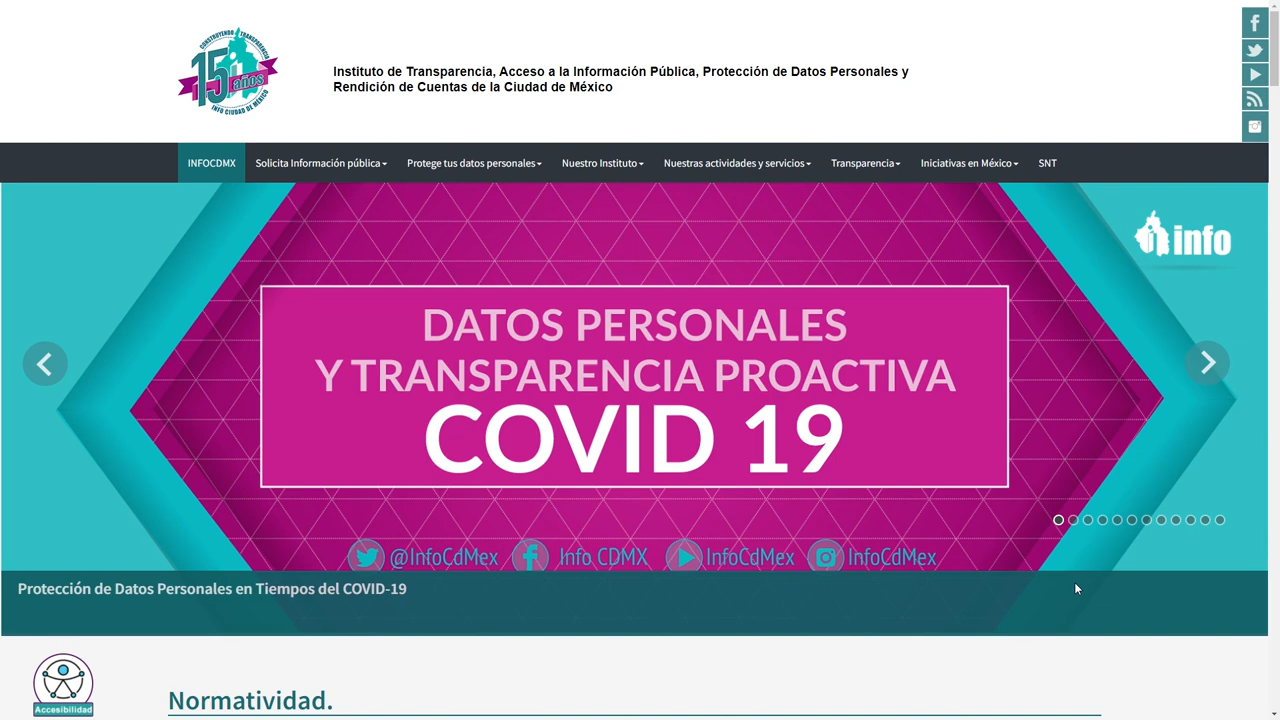 CONSTRUYENDO TRANSPARENCIA
15 años
INFO CIUDAD DE MÉXICO
Instituto de Transparencia, Acceso a la Información Pública, Protección de Datos Personales y
Rendición de Cuentas de la Ciudad de México
INFOCDMX Solicita Información pública Protege tus datos personales Nuestro Instituto Nuestras actividades y servicios Transparencia Iniciativas en México SNT
info
DATOS PERSONALES
Y TRANSPARENCIA PROACTIVA
COVID 19
@InfoCdMex Info CDMX InfoCdMex InfoCdMex
Protección de Datos Personales en Tiempos del COVID-19
Accesibilidad
Normatividad.